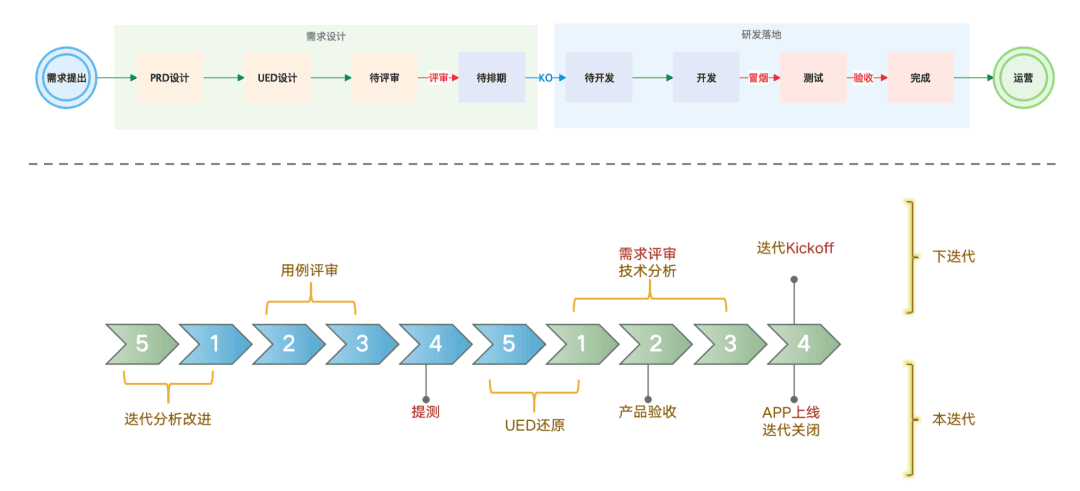 需求设计
研发落地
需求提出
PRD设计
UED设计
待评审
评审
待排期
KO
待开发
开发
冒烟
测试
验收
完成
运营
用例评审
需求评审
技术分析
迭代Kickoff
下迭代
5
1
2
3
4
5
1
2
3
4
迭代分析改进
提测
UED还原
产品验收
APP上线
迭代关闭
本迭代